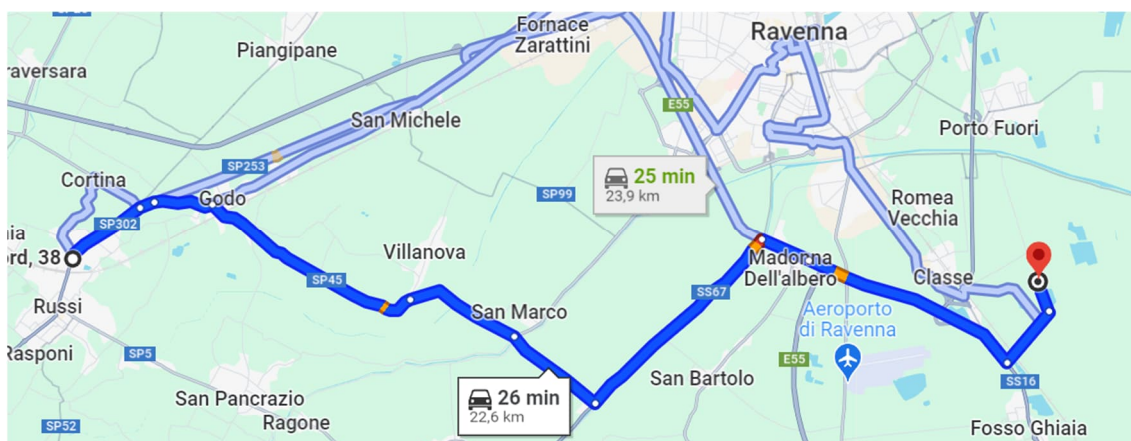 Piangipane
Fornace
Zarattini
Ravenna
raversara
E55
San Michele
Porto Fuori
SP253
25 min
23,9 km
Cortina
SP99
Godo
Romea
Vecchia
SP302
ord, 38
Villanova
Madonna
Dell'albero
Classe
SP45
SS67
Russi
San Marco
Aeroporto
di Ravenna
Rasponi
SP5
E55
San Bartolo
SS16
26 min
22,6 km
San Pancrazio
Ragone
SP52
Fosso Ghiaia